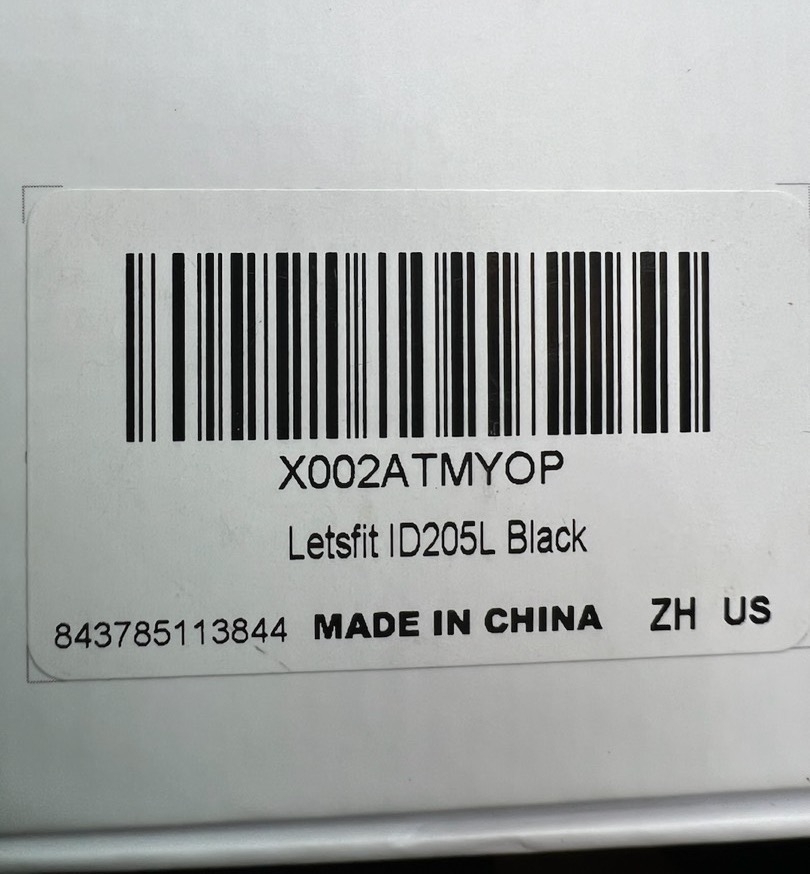 X002ATMYOP
Letsfit ID205L Black
843785113844 MADE IN CHINA ZH US